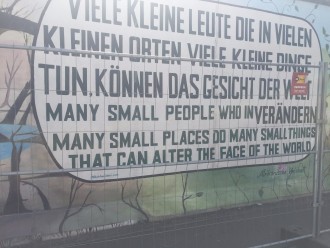 VIELE KLEINE LEUTE DIE IN VIELEN
KLEINEN ORTEN VIELE KLEINE DINGE
TUN, KÖNNEN DAS GESICHT DER WELT
VERÄNDERN
MANY SMALL PEOPLE WHO IN
MANY SMALL PLACES DO MANY SMALL THINGS
THAT CAN ALTER THE FACE OF THE WORLD